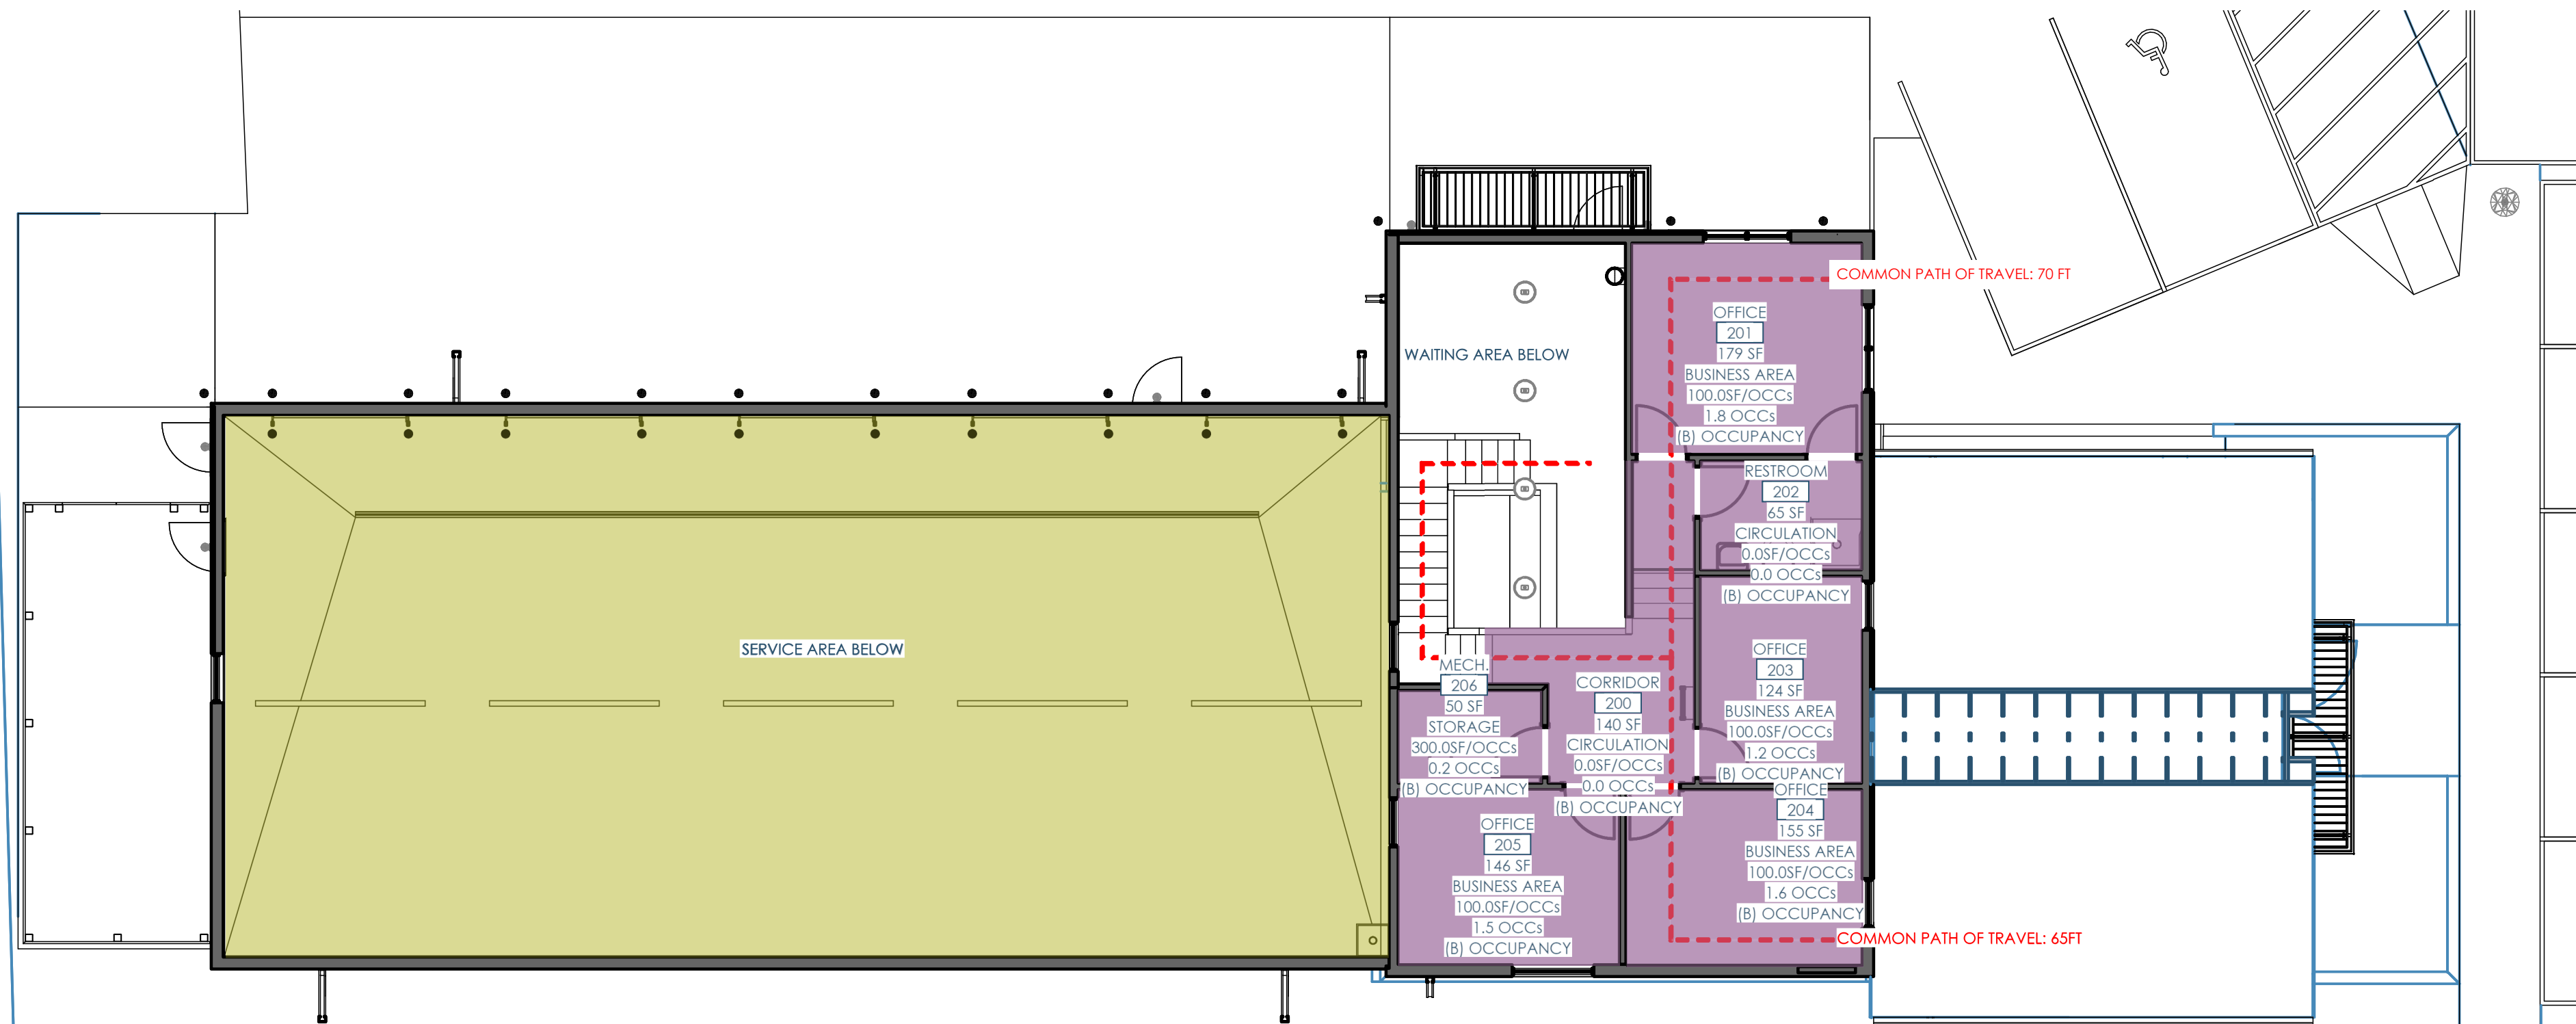 COMMON PATH OF TRAVEL: 70 FT
OFFICE
201
179 SF
BUSINESS AREA
100.0SF/OCCs
1.8 OCCs
(B) OCCUPANCY
WAITING AREA BELOW
RESTROOM
202
65 SF
CIRCULATION
0.0SF/OCCs
0.0 OCCs
(B) OCCUPANCY
SERVICE AREA BELOW
OFFICE
203
124 SF
BUSINESS AREA
100.0SF/OCCs
1.2 OCCs
(B) OCCUPANCY
MECH.
206
50 SF
STORAGE
300.0SF/OCCs
0.2 OCCs
(B) OCCUPANCY
CORRIDOR
200
140 SF
CIRCULATION
0.0SF/OCCs
0.0 OCCs
(B) OCCUPANCY
OFFICE
204
155 SF
BUSINESS AREA
100.0SF/OCCs
1.6 OCCs
(B) OCCUPANCY
OFFICE
205
146 SF
BUSINESS AREA
100.0SF/OCCs
1.5 OCCs
(B) OCCUPANCY
COMMON PATH OF TRAVEL: 65FT